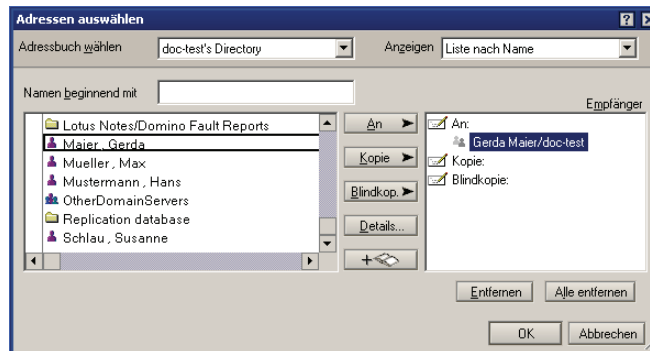 Adressen auswählen
Adressbuch wählen
doc-test's Directory
Anzeigen
Liste nach Name
Namen beginnend mit
Empfänger
Lotus Notes/Domino Fault Reports
Maier , Gerda
Mueller , Max
Mustermann , Hans
OtherDomainServers
Replication database
Schlau , Susanne
An
Kopie
Blindkop.
Details...
+
An:
Gerda Maier/doc-test
Kopie:
Blindkopie:
Entfernen
Alle entfernen
OK
Abbrechen